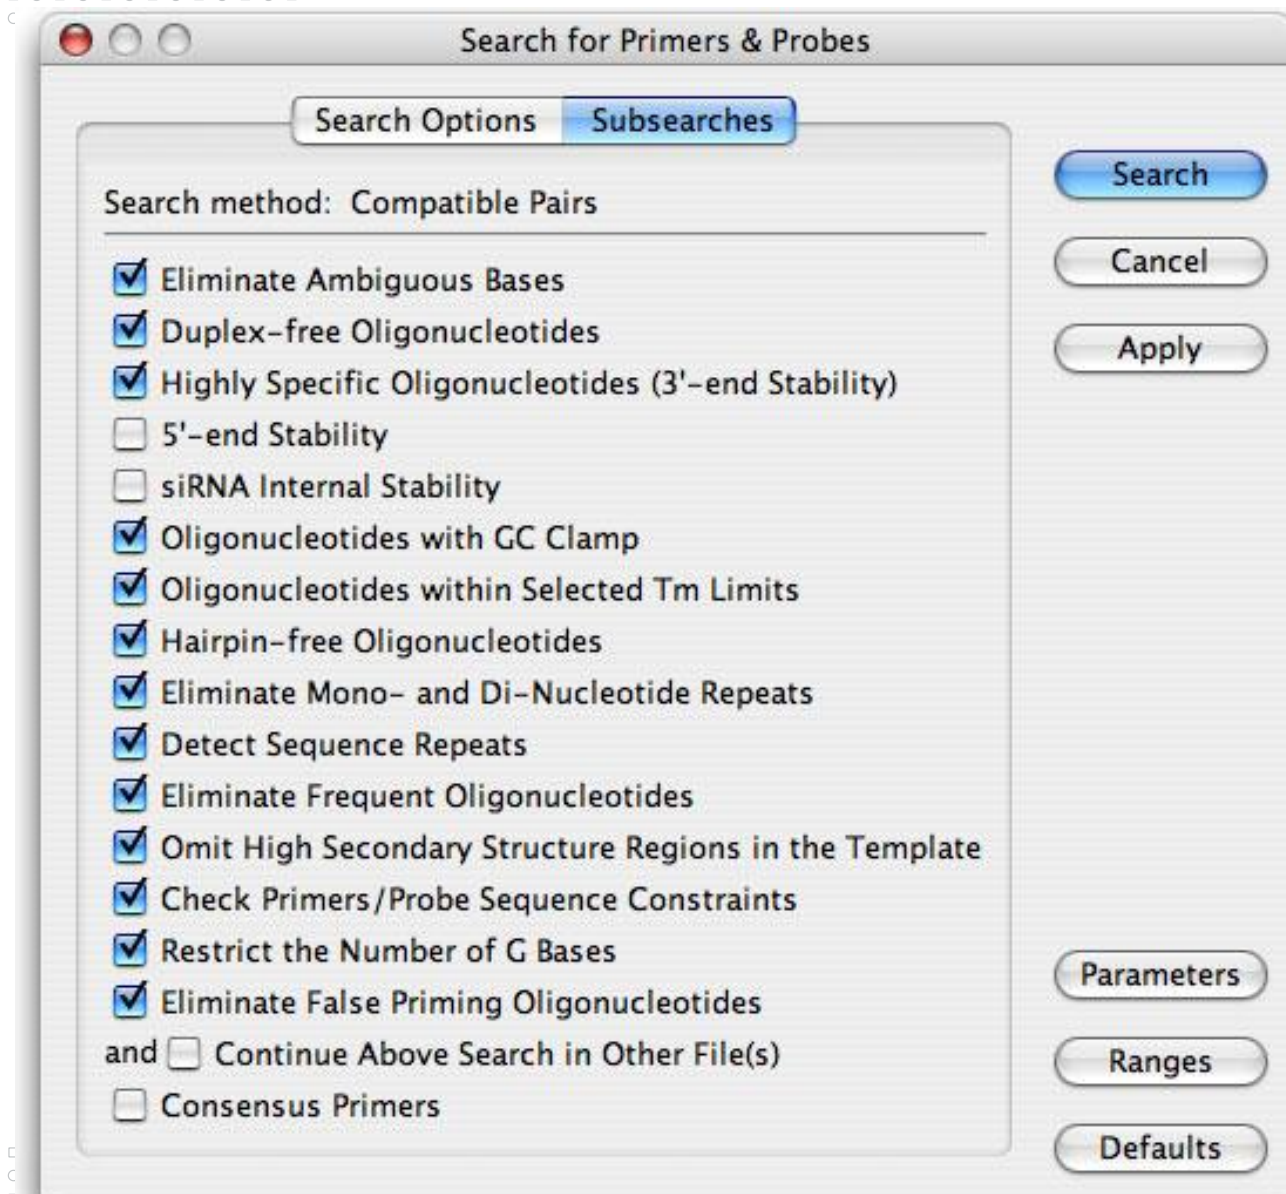 Search for Primers & Probes
Search Options Subsearches
Search method: Compatible Pairs
Eliminate Ambiguous Bases
Duplex-free Oligonucleotides
Highly Specific Oligonucleotides (3'-end Stability)
5'-end Stability
siRNA Internal Stability
Oligonucleotides with GC Clamp
Oligonucleotides within Selected Tm Limits
Hairpin-free Oligonucleotides
Eliminate Mono- and Di-Nucleotide Repeats
Detect Sequence Repeats
Eliminate Frequent Oligonucleotides
Omit High Secondary Structure Regions in the Template
Check Primers/Probe Sequence Constraints
Restrict the Number of G Bases
Eliminate False Priming Oligonucleotides
and Continue Above Search in Other File(s)
Consensus Primers
Search
Cancel
Apply
Parameters
Ranges
Defaults